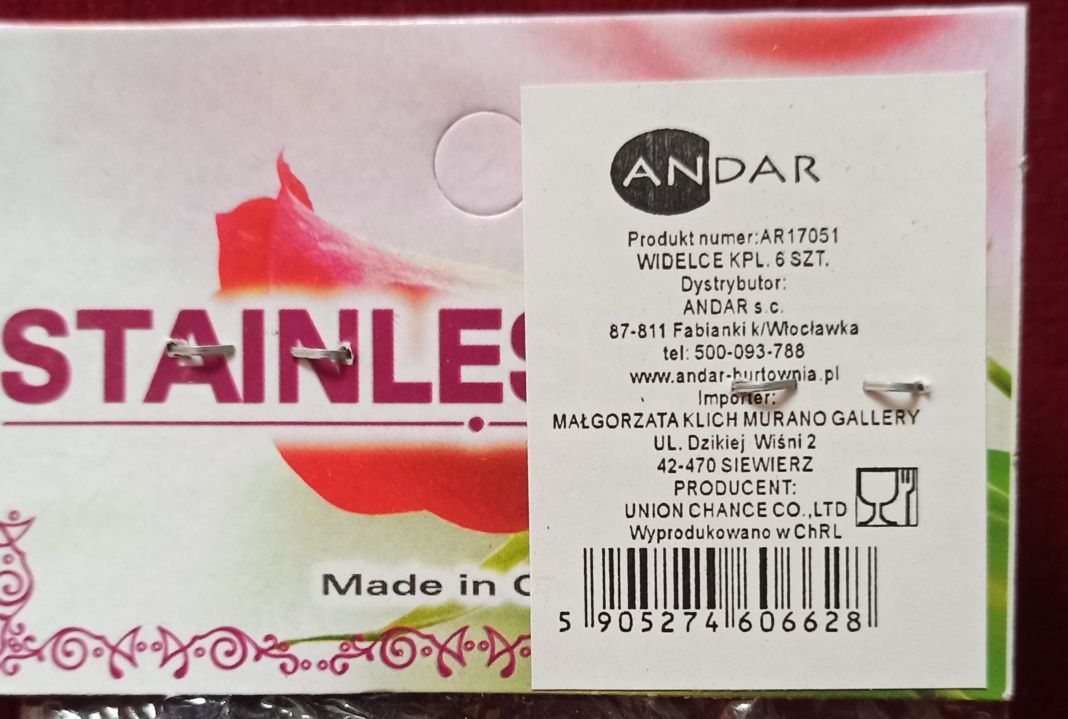 ANDAR
Produkt numer:AR17051
WIDELCE KPL. 6 SZT.
Dystrybutor:
ANDAR s.c.
87-811 Fabianki k/Włocławka
tel: 500-093-788
www.andar-hurtownia.pl
Importer:
MAŁGORZATA KLICH MURANO GALLERY
UL. Dzikiej Wiśni 2
42-470 SIEWIERZ
PRODUCENT:
UNION CHANCE CO.,LTD
Wyprodukowano w ChRL
5 905274 606628
STAINLES
Made in C